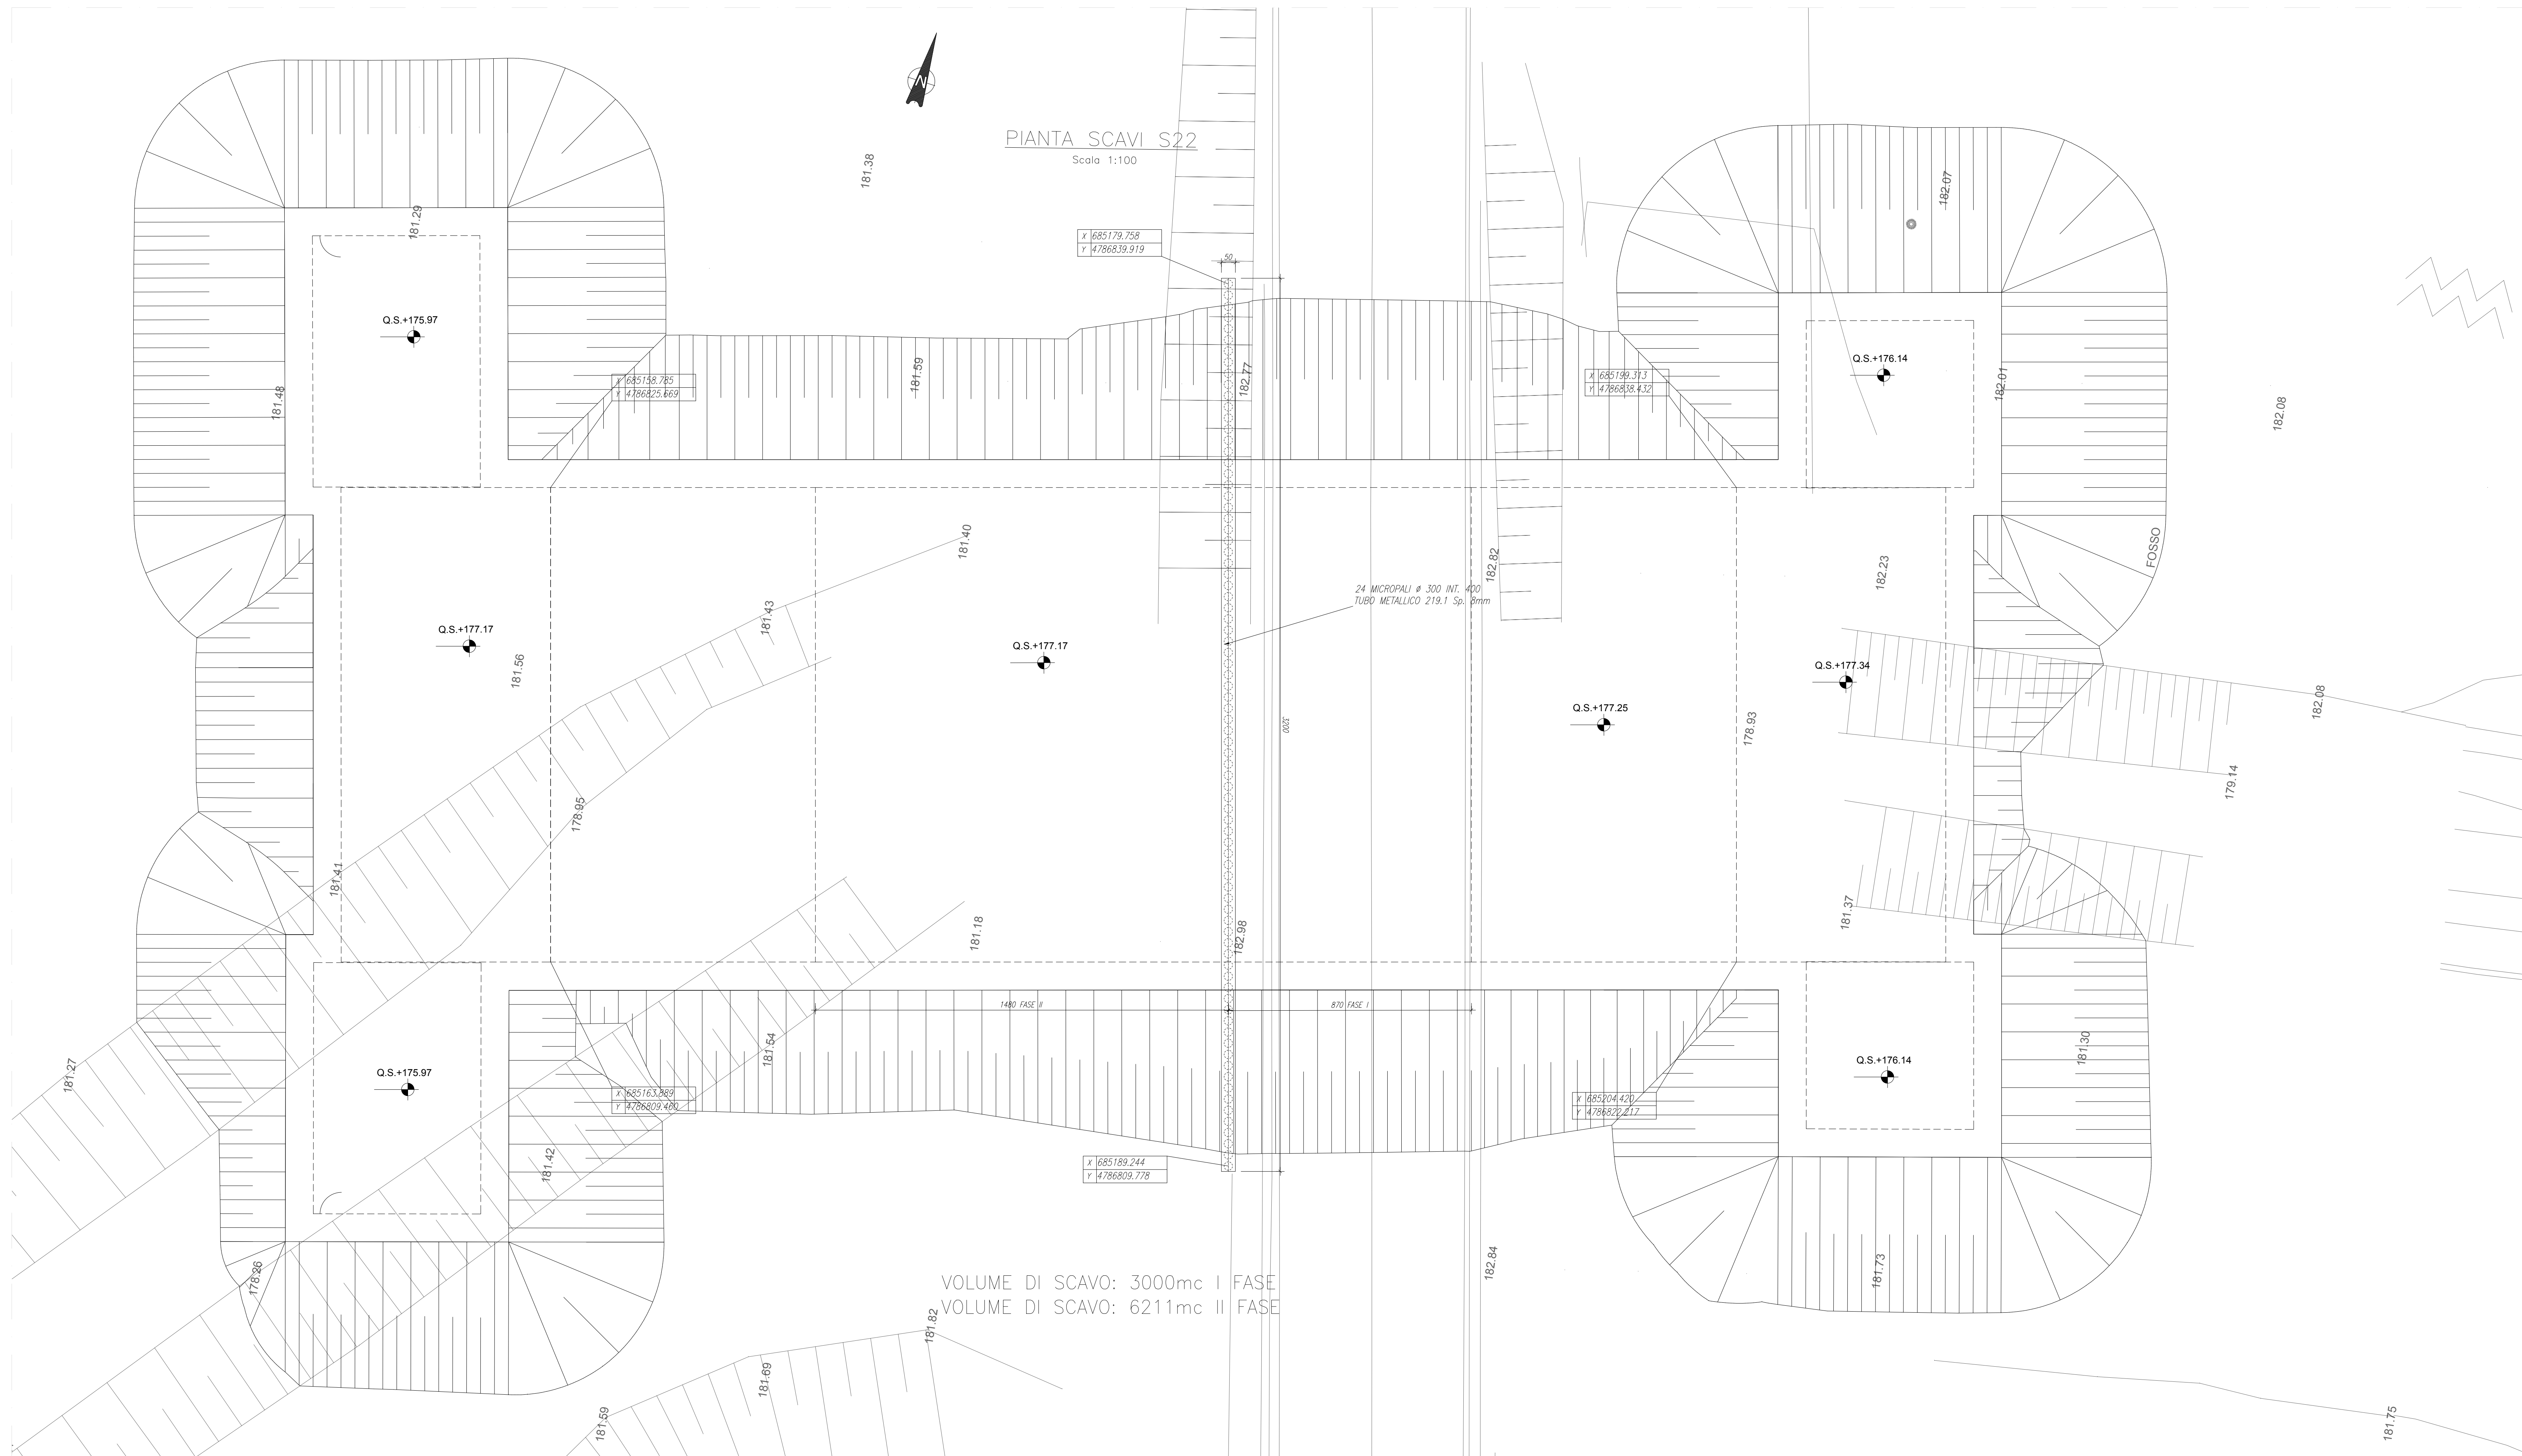 N
PIANTA SCAVI S22
Scala 1:100
181.38
182.07
181.29
X 685179.758
Y 4786839.919
50
Q.S.+175.97
Q.S.+176.14
181.59
182.77
X 685158.785
Y 4786825.669
X 685199.313
Y 4786838.432
181.48
182.01
182.08
181.40
182.82
FOSSO
182.23
24 MICROPALI ø 300 INT. 400
TUBO METALLICO 219.1 Sp. 8mm
181.43
Q.S.+177.17
181.56
Q.S.+177.17
Q.S.+177.34
182.08
Q.S.+177.25
3200
178.93
179.14
178.95
181.41
181.18
182.98
181.37
1480 FASE II
870 FASE I
181.54
181.27
181.30
Q.S.+175.97
Q.S.+176.14
X 685163.889
Y 4786809.460
X 685204.420
Y 4786822.217
181.42
X 685189.244
Y 4786809.778
178.26
182.84
181.73
VOLUME DI SCAVO: 3000mc I FASE
VOLUME DI SCAVO: 6211mc II FASE
181.82
181.69
181.59
181.75